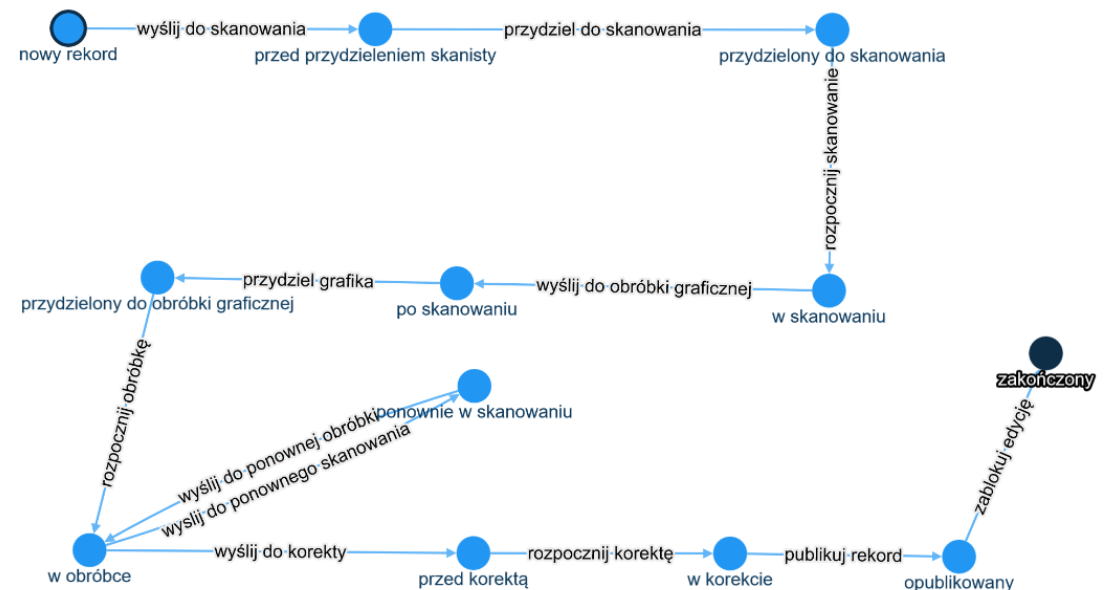 wyślij do skanowania
przydziel do skanowania
nowy rekord
przed przydzieleniem skanisty
przydzielony do skanowania
rozpocznij skanowanie
przydziel grafika
wyślij do obróbki graficznej
przydzielony do obróbki graficznej
po skanowaniu
w skanowaniu
rozpocznij obróbkę
ponownie w skanowaniu
wyślij do ponownej obróbki
wyslij do ponownego skanowania
zakończony
zablokuj edycję
wyślij do korekty
rozpocznij korektę
publikuj rekord
w obróbce
przed korektą
w korekcie
opublikowany